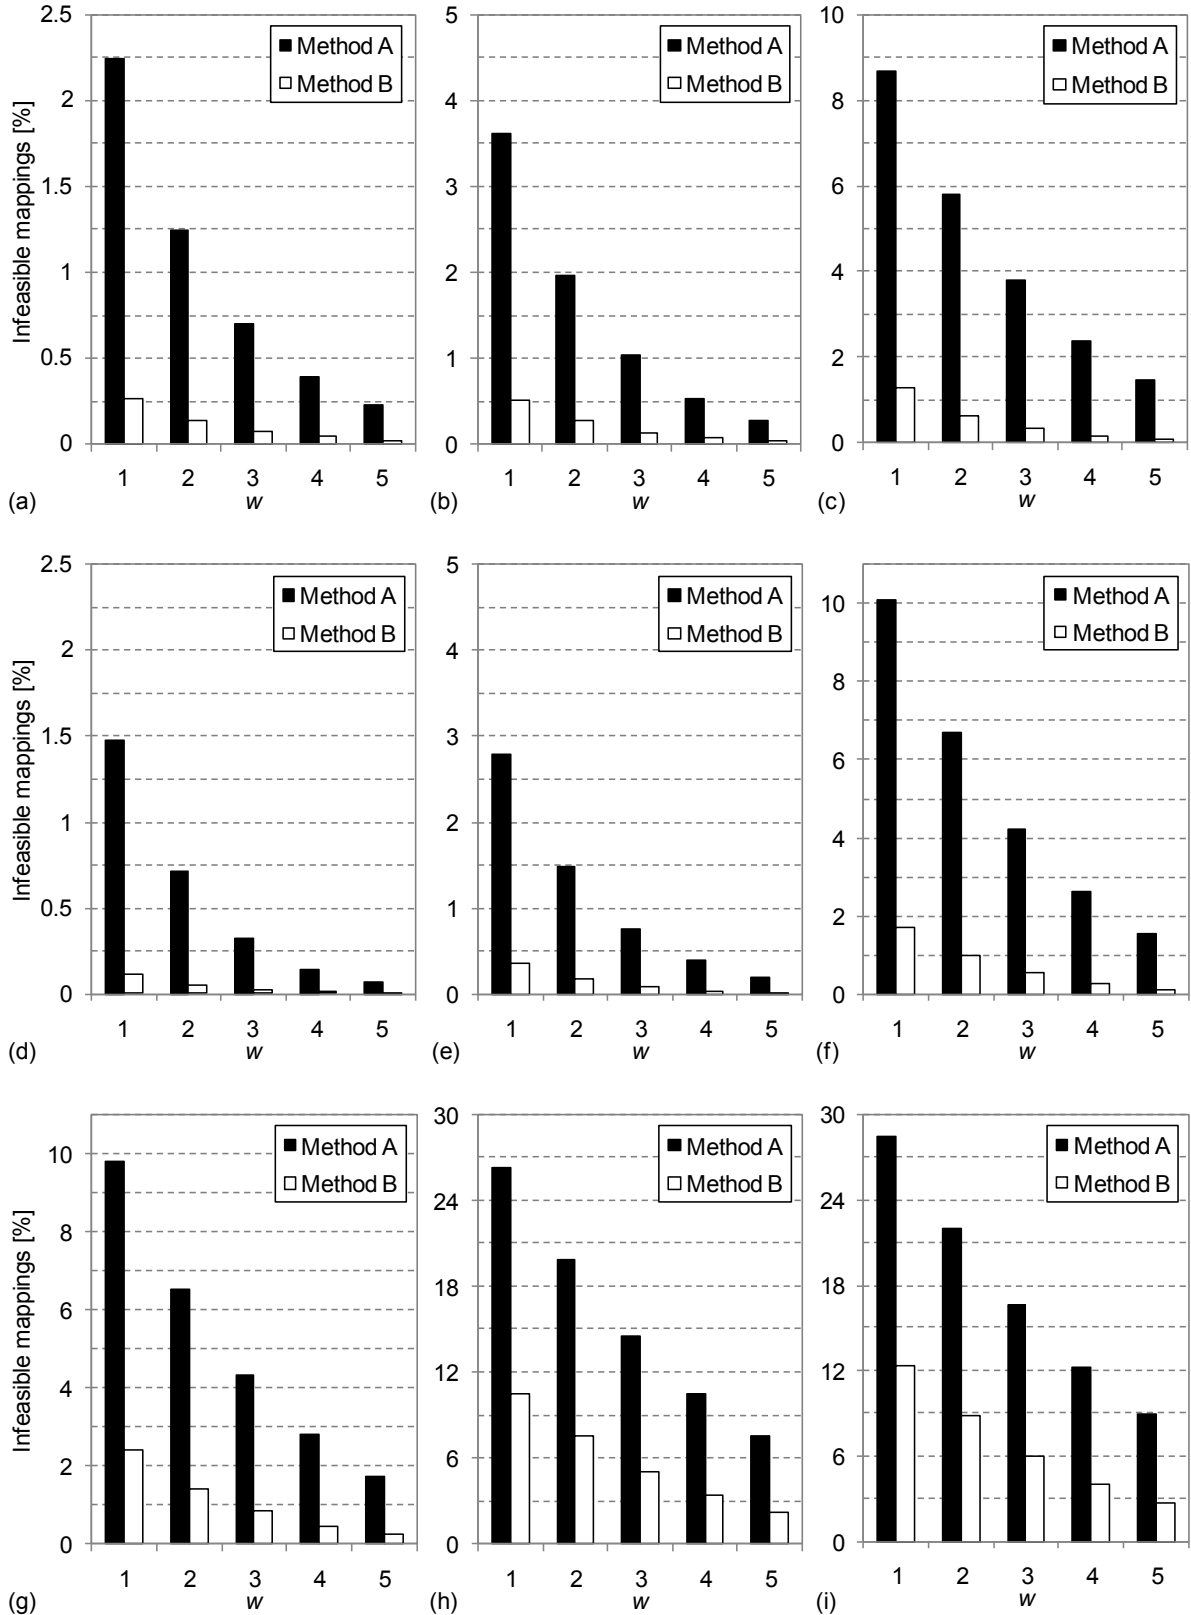 2.5 5 10
Method A Method A Method A
Method B Method B Method B
2 4 8
1.5 3 6
Infeasible mappings [%]
1 2 4
0.5 1 2
0 0 0
1 2 3 4 5 1 2 3 4 5 1 2 3 4 5
(a) w (b) w (c) w
2.5 5
Method A Method A Method A
10
Method B Method B Method B
2 4 8
1.5 3 6
Infeasible mappings [%]
1 2 4
0.5 1 2
0 0 0
1 2 3 4 5 1 2 3 4 5 1 2 3 4 5
(d) w (e) w (f) w
30 30
Method A Method A Method A
10
Method B Method B Method B
24 24
8
18 18
6
Infeasible mappings [%]
12 12
4
6 6
2
0 0 0
1 2 3 4 5 1 2 3 4 5 1 2 3 4 5
(g) w (h) w (i) w